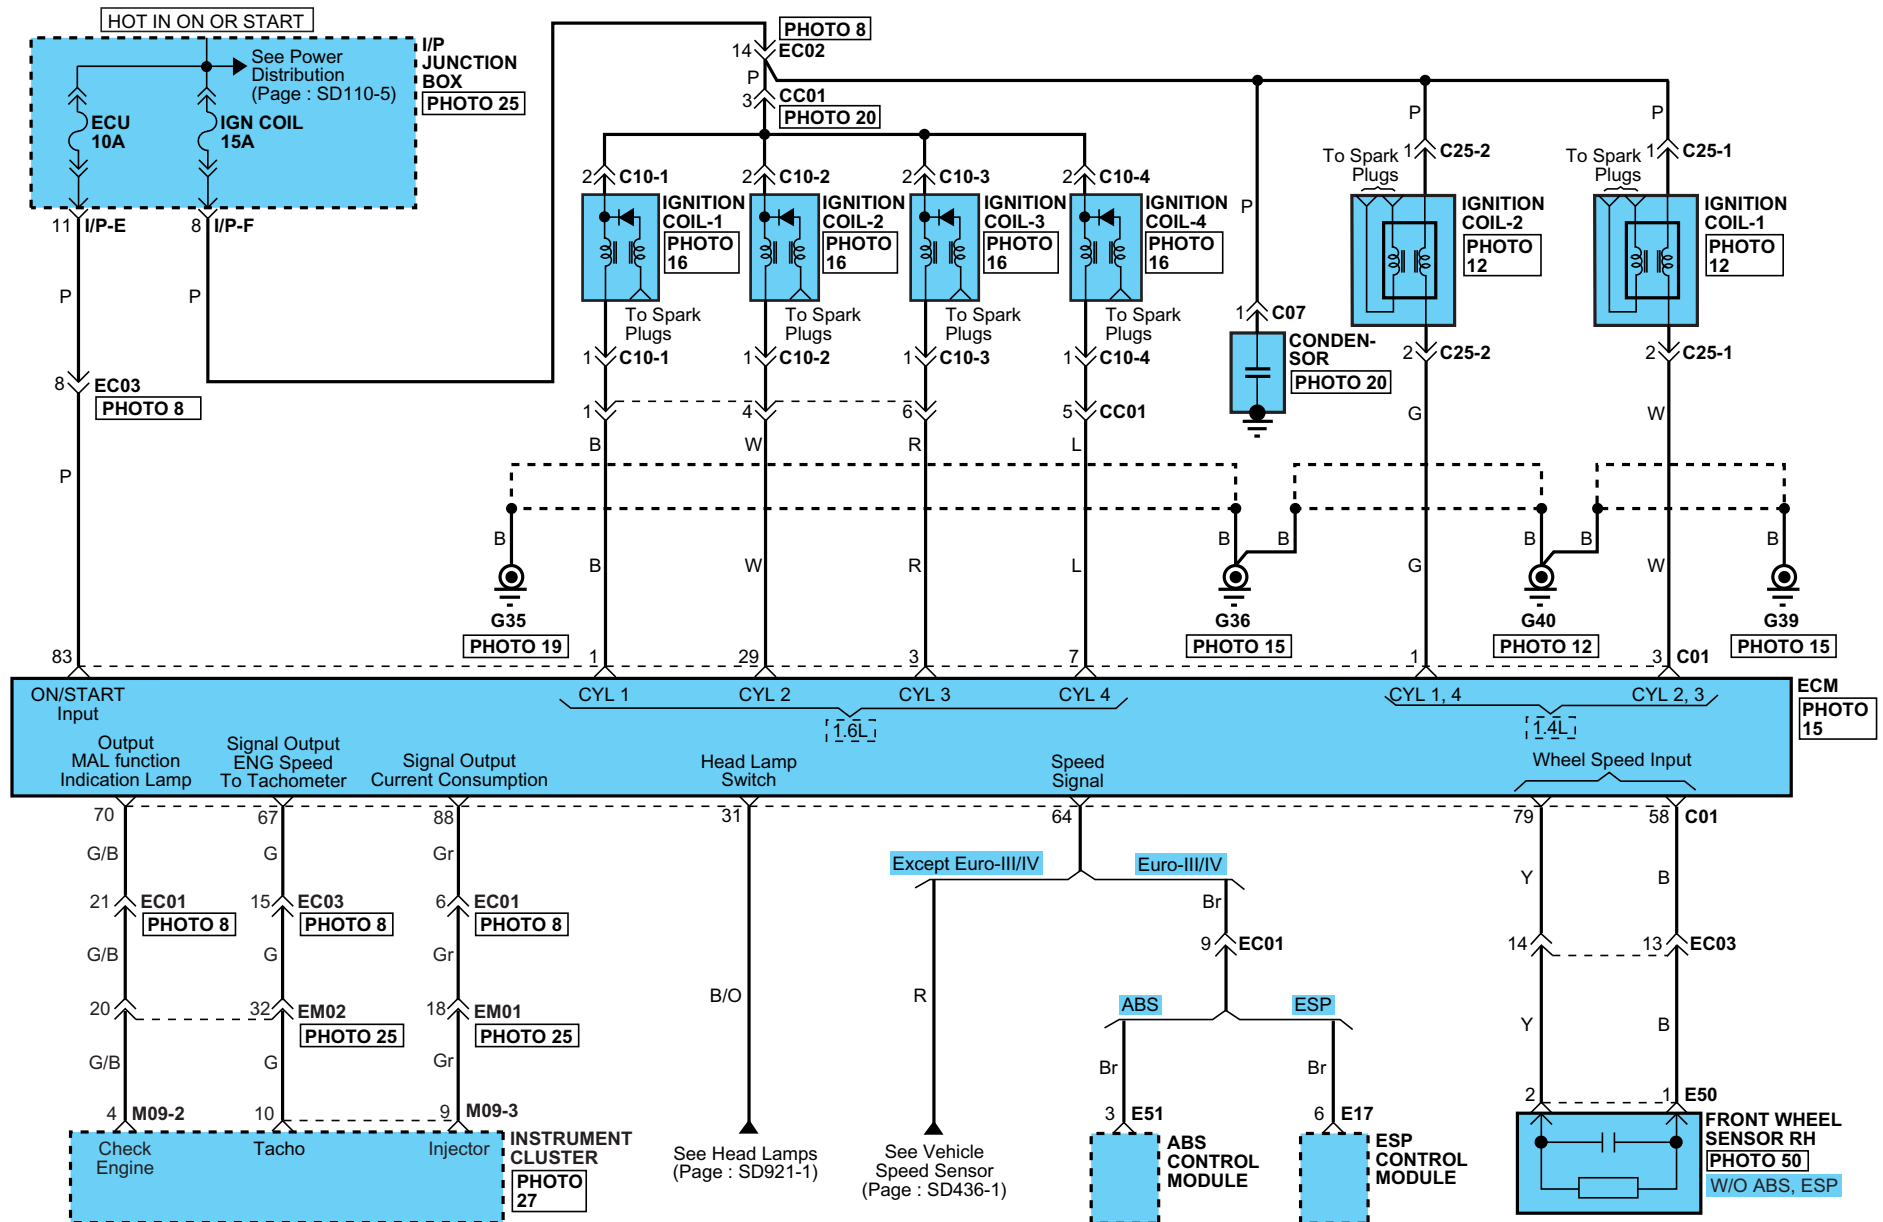 HOT IN ON OR START
I/P
JUNCTION
BOX
PHOTO 25
See Power
Distribution
(Page : SD110-5)
ECU
10A
IGN COIL
15A
11 I/P-E
8 I/P-F
P
P
8 EC03
PHOTO 8
P
PHOTO 8
14 EC02
P
3 CC01
PHOTO 20
2 C10-1
2 C10-2
2 C10-3
2 C10-4
IGNITION
COIL-1
PHOTO
16
IGNITION
COIL-2
PHOTO
16
IGNITION
COIL-3
PHOTO
16
IGNITION
COIL-4
PHOTO
16
To Spark
Plugs
To Spark
Plugs
To Spark
Plugs
To Spark
Plugs
1 C10-1
1 C10-2
1 C10-3
1 C10-4
1
4
6
5 CC01
B
W
R
L
P
1 C07
CONDEN-
SOR
PHOTO 20
P
To Spark
Plugs
1 C25-2
IGNITION
COIL-2
PHOTO
12
2 C25-2
G
P
To Spark
Plugs
1 C25-1
IGNITION
COIL-1
PHOTO
12
2 C25-1
W
B
B
W
R
L
B
B
G
B
B
W
B
G35
PHOTO 19
G36
PHOTO 15
G40
PHOTO 12
G39
PHOTO 15
83
1
29
3
7
1
3 C01
ON/START
Input
CYL 1
CYL 2
CYL 3
CYL 4
1.6L
CYL 1, 4
CYL 2, 3
1.4L
ECM
PHOTO
15
Output
MAL function
Indication Lamp
Signal Output
ENG Speed
To Tachometer
Signal Output
Current Consumption
Head Lamp
Switch
Speed
Signal
Wheel Speed Input
70
67
88
31
64
79
58 C01
G/B
G
Gr
21 EC01
PHOTO 8
15 EC03
PHOTO 8
6 EC01
PHOTO 8
G/B
G
Gr
20
32 EM02
PHOTO 25
18 EM01
PHOTO 25
G/B
G
Gr
4 M09-2
10
9 M09-3
Check
Engine
Tacho
Injector
INSTRUMENT
CLUSTER
PHOTO
27
B/O
See Head Lamps
(Page : SD921-1)
Except Euro-III/IV
Euro-III/IV
R
See Vehicle
Speed Sensor
(Page : SD436-1)
Br
9 EC01
ABS
ESP
Br
Br
3 E51
6 E17
ABS
CONTROL
MODULE
ESP
CONTROL
MODULE
Y
B
14
13 EC03
Y
B
2
1 E50
FRONT WHEEL
SENSOR RH
PHOTO 50
W/O ABS, ESP